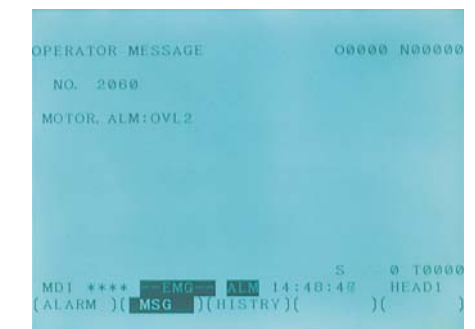 OPERATOR MESSAGE O0000 N00000
NO. 2060
MOTOR. ALM:OVL2
S 0 T0000
MDI **** --EMG-- ALM 14:48:4 HEAD1
(ALARM )( MSG )(HISTRY)( )( )